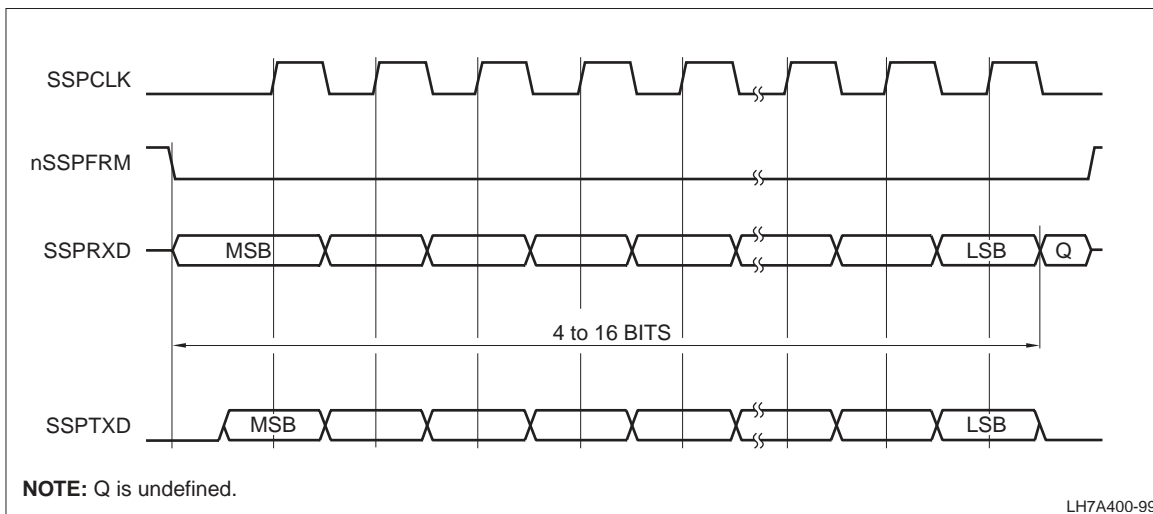 SSPCLK
nSSPFRM
SSPRXD
MSB
LSB
Q
4 to 16 BITS
SSPTXD
MSB
LSB
NOTE: Q is undefined.
LH7A400-99